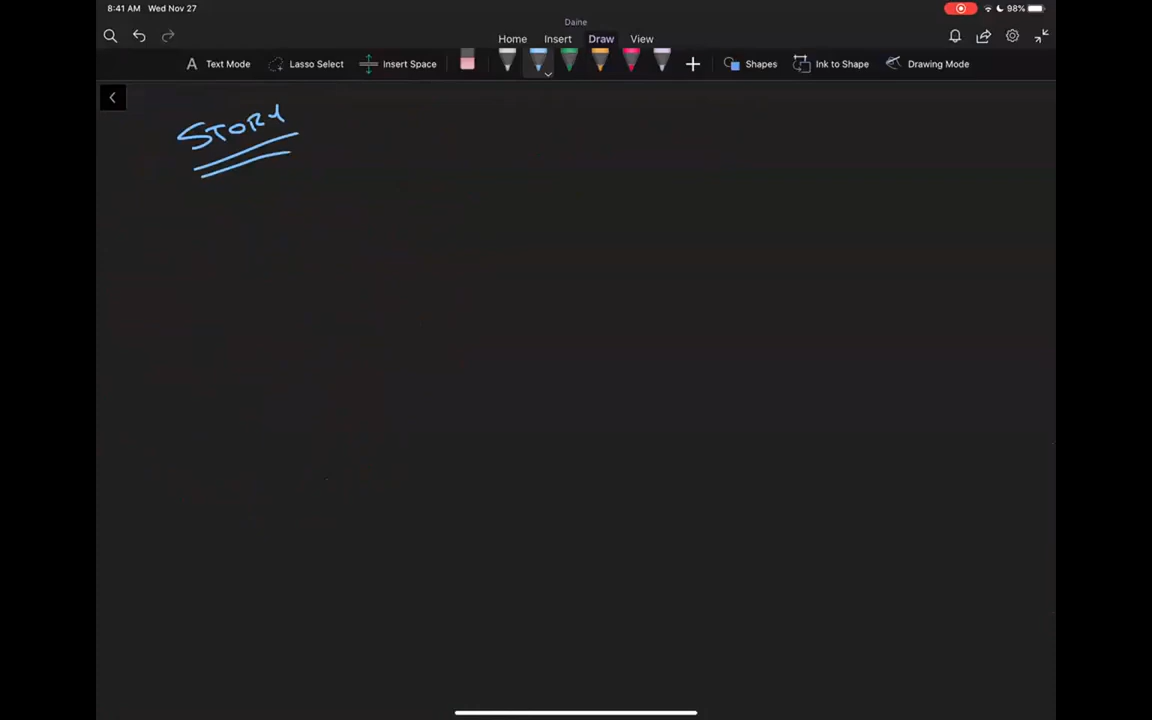 8:41 AM Wed Nov 27
98%
Daine
Home Insert Draw View
Text Mode Lasso Select Insert Space Shapes Ink to Shape Drawing Mode
STORY